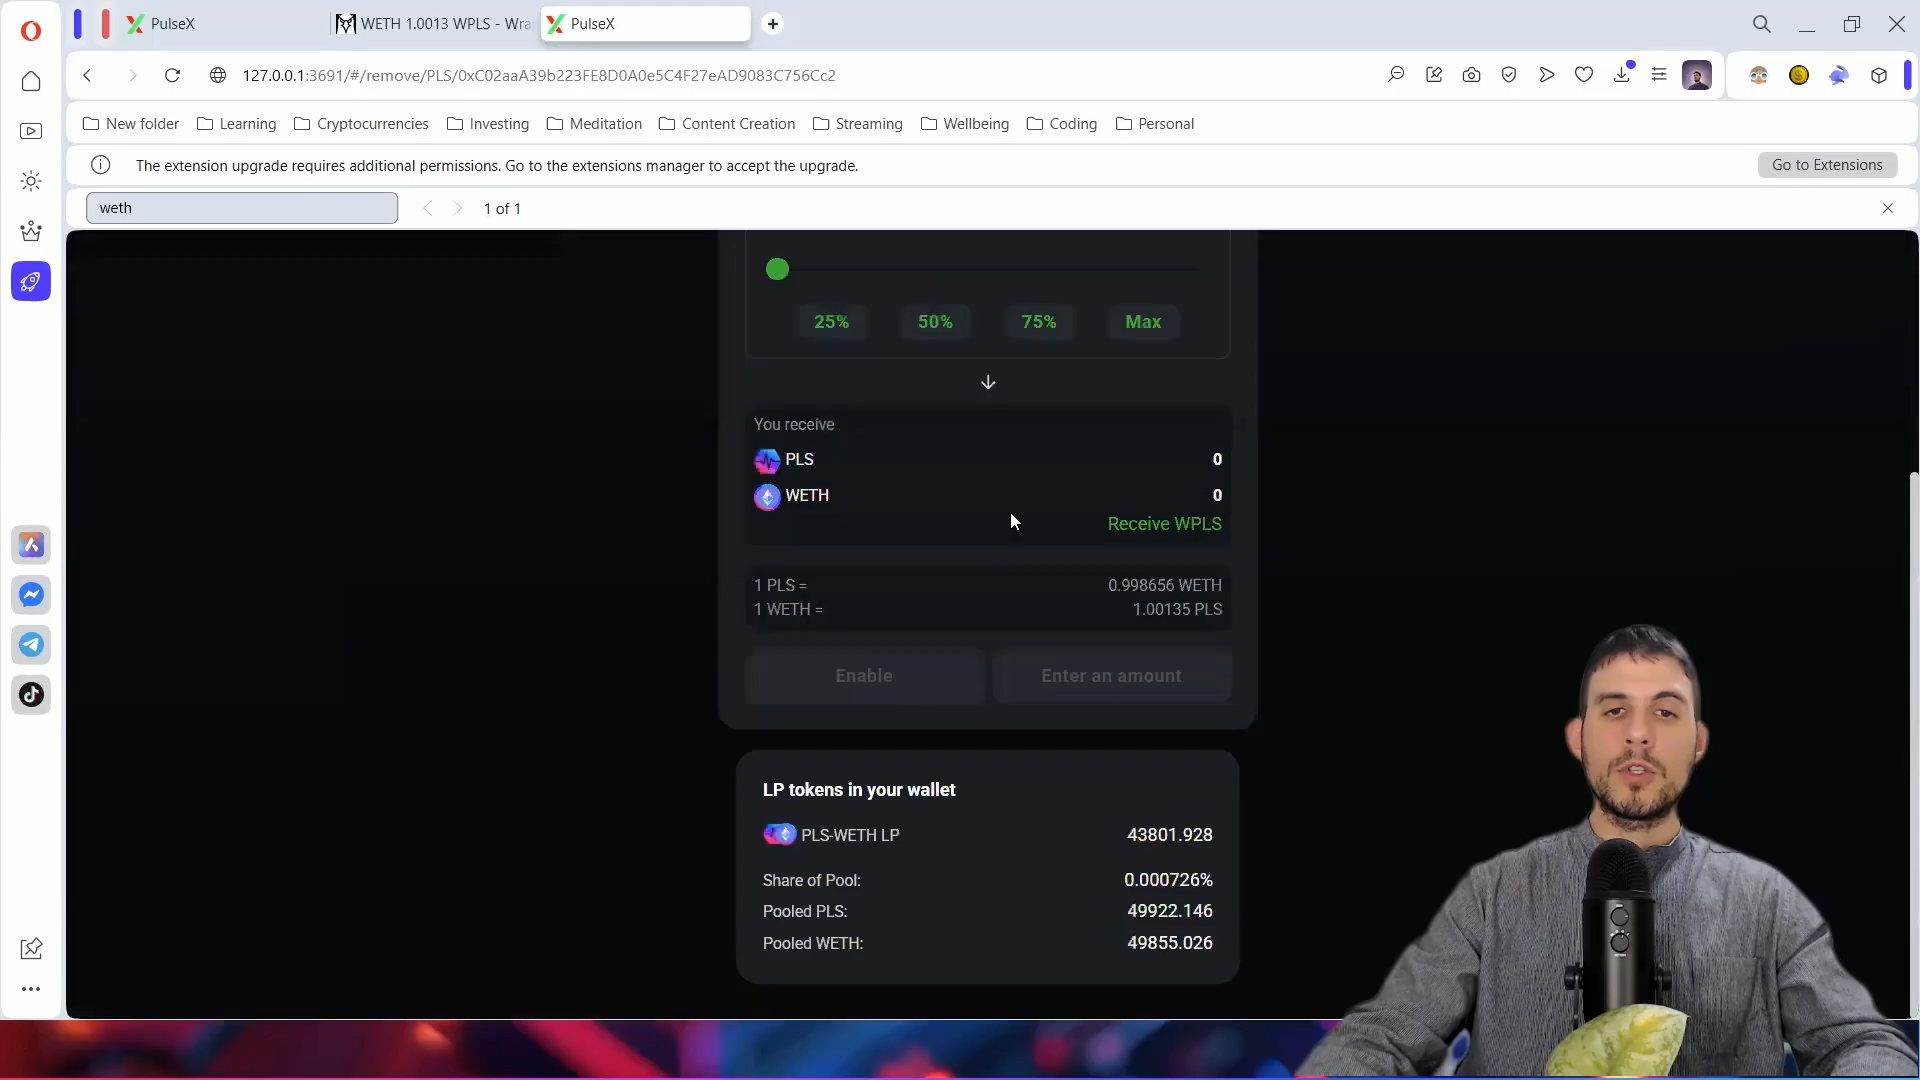 PulseX
WETH 1.0013 WPLS - Wra
PulseX
127.0.0.1:3691/#/remove/PLS/0xC02aaA39b223FE8D0A0e5C4F27eAD9083C756Cc2
New folder
Learning
Cryptocurrencies
Investing
Meditation
Content Creation
Streaming
Wellbeing
Coding
Personal
The extension upgrade requires additional permissions. Go to the extensions manager to accept the upgrade.
Go to Extensions
weth
1 of 1
25%
50%
75%
Max
You receive
PLS
0
WETH
0
Receive WPLS
1 PLS =
0.998656 WETH
1 WETH =
1.00135 PLS
Enable
Enter an amount
LP tokens in your wallet
PLS-WETH LP
43801.928
Share of Pool:
0.000726%
Pooled PLS:
49922.146
Pooled WETH:
49855.026